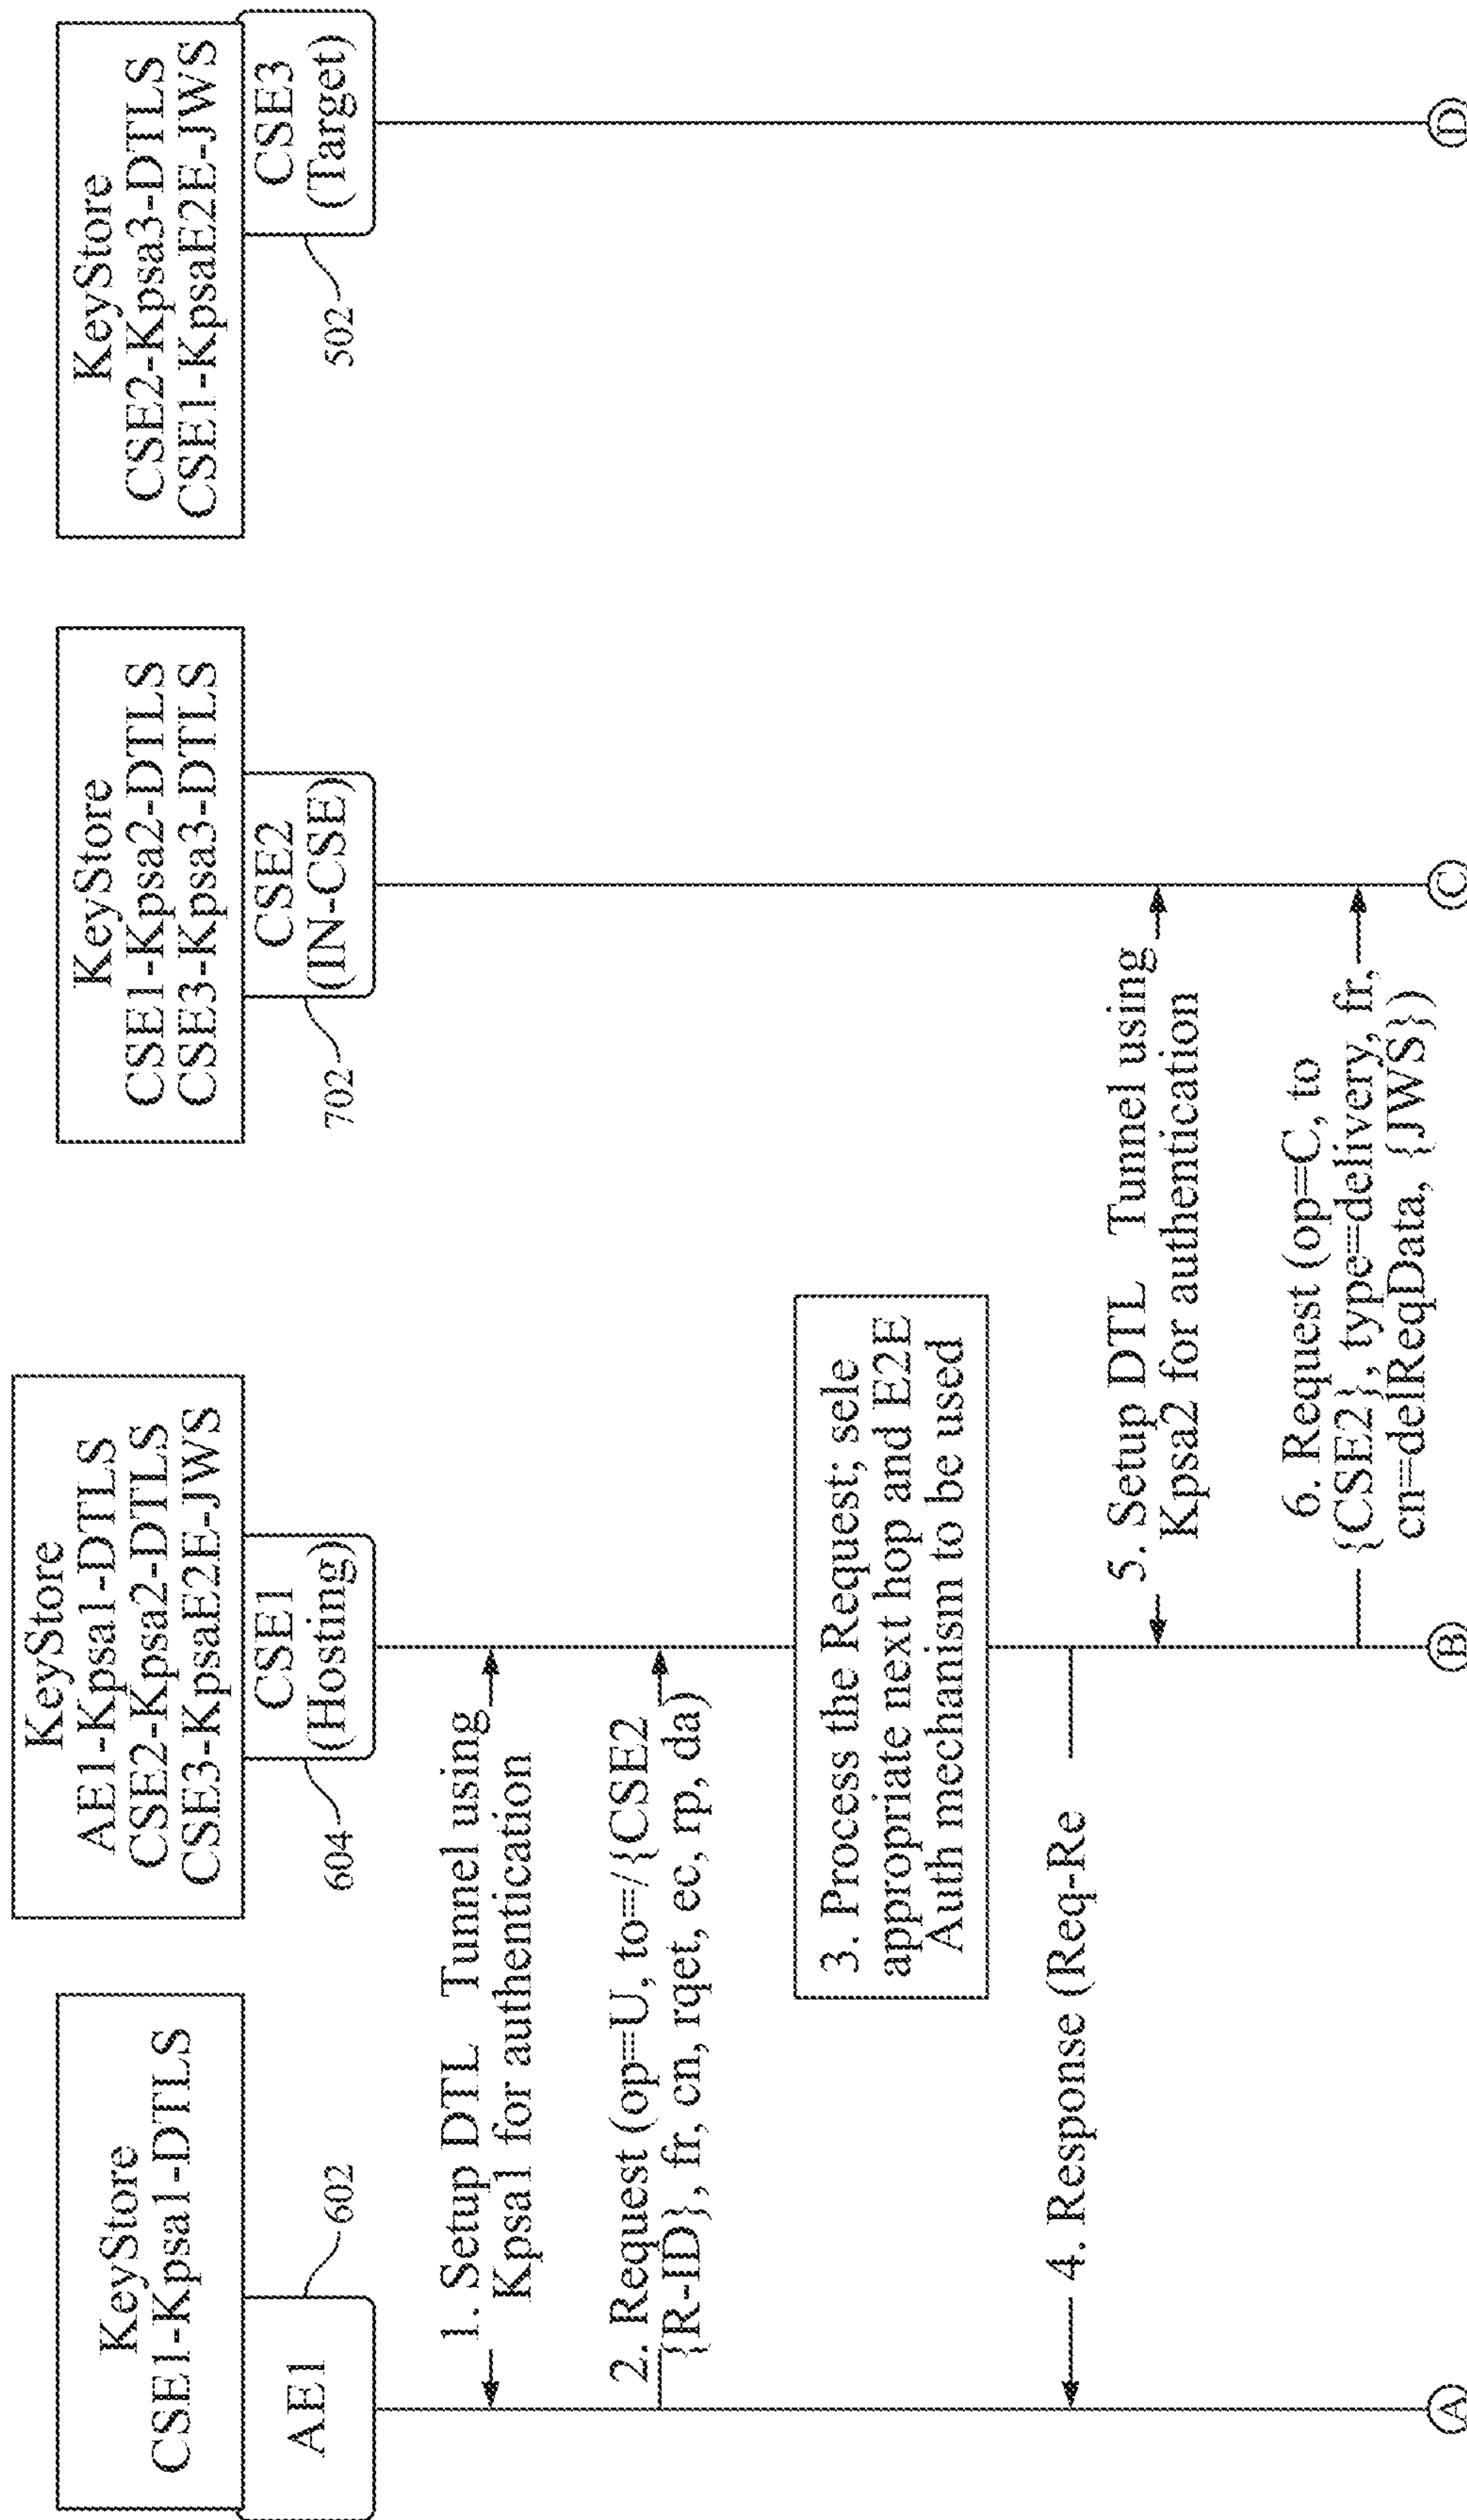 KeyStore
CSE1-Kpsa1-DTLS
AE1
602
KeyStore
AE1-Kpsa1-DTLS
CSE2-Kpsa2-DTLS
CSE3-KpsaE2E-JWS
CSE1
(Hosting)
604
KeyStore
CSE1-Kpsa2-DTLS
CSE3-Kpsa3-DTLS
CSE2
(IN-CSE)
702
KeyStore
CSE2-Kpsa3-DTLS
CSE1-KpsaE2E-JWS
CSE3
(Target)
502
1. Setup DTL Tunnel using
Kpsa1 for authentication
2. Request (op=U, to=/{CSE2
{R-ID}, fr, cn, rqet, ec, rp, da)
3. Process the Request; sele
appropriate next hop and E2E
Auth mechanism to be used
4. Response (Req-Re
5. Setup DTL Tunnel using
Kpsa2 for authentication
6. Request (op=C, to
{CSE2}, type=delivery, fr,
cn=delReqData, {JWS})
A
B
C
D